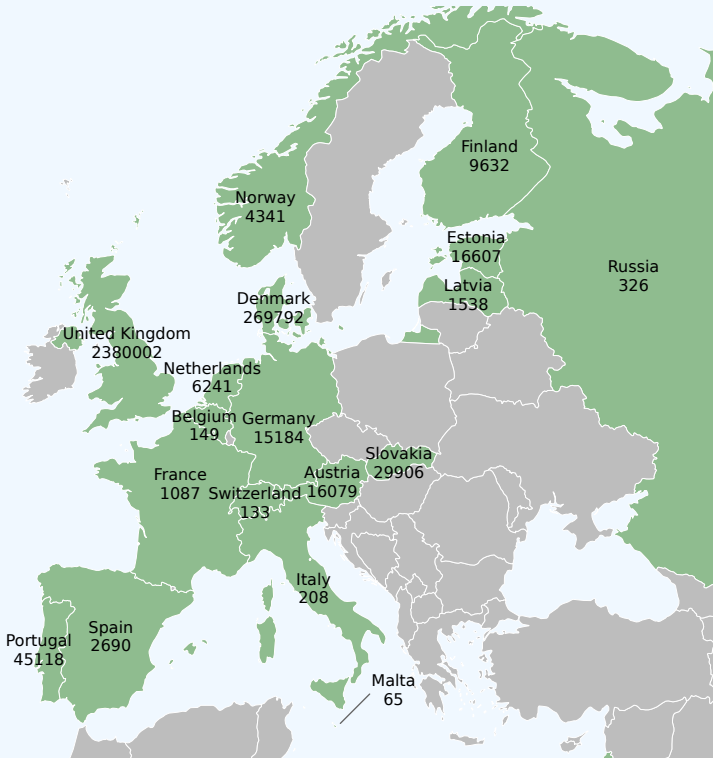 Finland
9632
Norway
4341
Estonia
16607
Russia
326
Latvia
1538
Denmark
269792
United Kingdom
2380002
Netherlands
6241
Belgium
149
Germany
15184
Slovakia
29906
Austria
16079
France
1087
Switzerland
133
Italy
208
Spain
2690
Portugal
45118
Malta
65